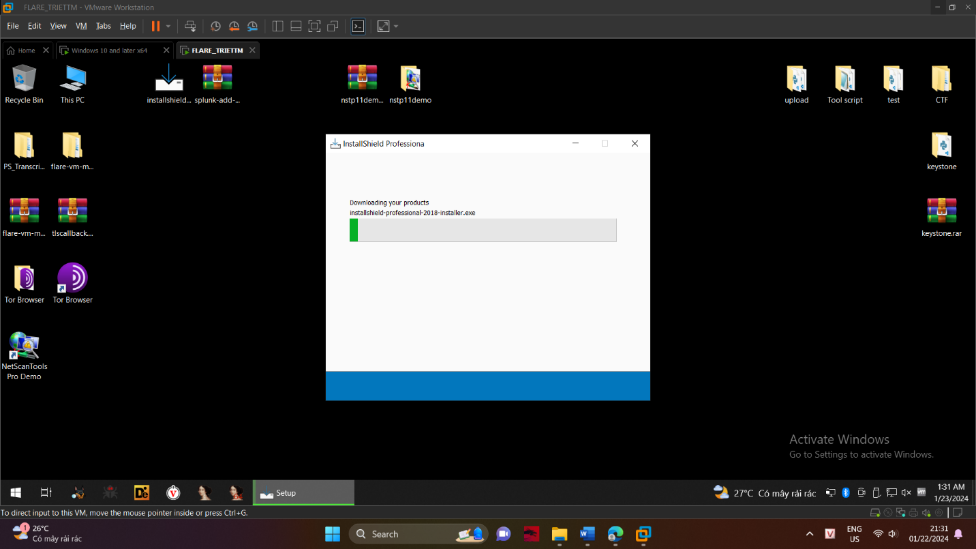 FLARE_TRIETTM - VMware Workstation
File Edit View VM Tabs Help
Home Windows 10 and later x64 FLARE_TRIETTM
Recycle Bin This PC installshield... splunk-add-... nstp11dem... nstp11demo upload Tool script test CTF
PS_Transcri... flare-vm-m... keystone
flare-vm-m... tlscallback... keystone.rar
Tor Browser Tor Browser
NetScanTools
Pro Demo
InstallShield Professiona
Downloading your products
installshield-professional-2018-installer.exe
Activate Windows
Go to Settings to activate Windows.
Setup
27°C Có mây rải rác
1:31 AM
1/23/2024
To direct input to this VM, move the mouse pointer inside or press Ctrl+G.
1
26°C
Có mây rải rác
Search
V
ENG
US
21:31
01/22/2024